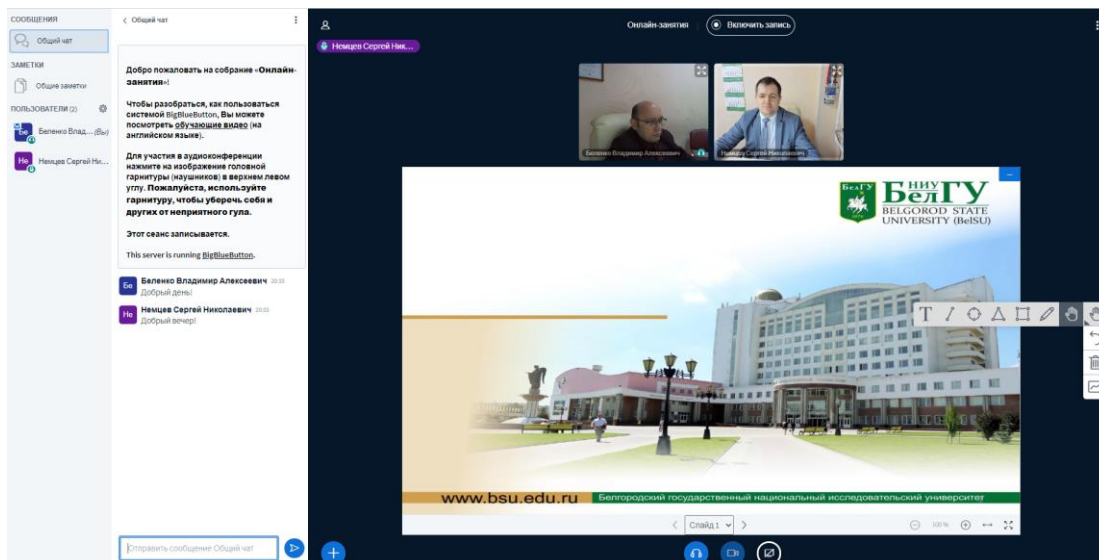 СООБЩЕНИЯ
Общий чат
ЗАМЕТКИ
Общие заметки
ПОЛЬЗОВАТЕЛИ (2)
Беленко Влад... (Вы)
Немцев Сергей Ни...
Общий чат
Добро пожаловать на собрание «Онлайн-
занятия»!
Чтобы разобраться, как пользоваться
системой BigBlueButton, Вы можете
посмотреть обучающие видео (на
английском языке).
Для участия в аудиоконференции
нажмите на изображение головной
гарнитуры (наушников) в верхнем левом
углу. Пожалуйста, используйте
гарнитуру, чтобы уберечь себя и
других от неприятного гула.
Этот сеанс записывается.
This server is running BigBlueButton.
Бе
Беленко Владимир Алексеевич
Добрый день!
Не
Немцев Сергей Николаевич
Добрый вечер!
Отправить сообщение Общий чат
Онлайн-занятия
Включить запись
Немцев Сергей Ник...
Беленко Владимир Алексеевич
Немцев Сергей Николаевич
БелГУ
НИУ
БелГУ
BELGOROD STATE
UNIVERSITY (BelSU)
www.bsu.edu.ru
Белгородский государственный национальный исследовательский университет
Слайд 1
100%